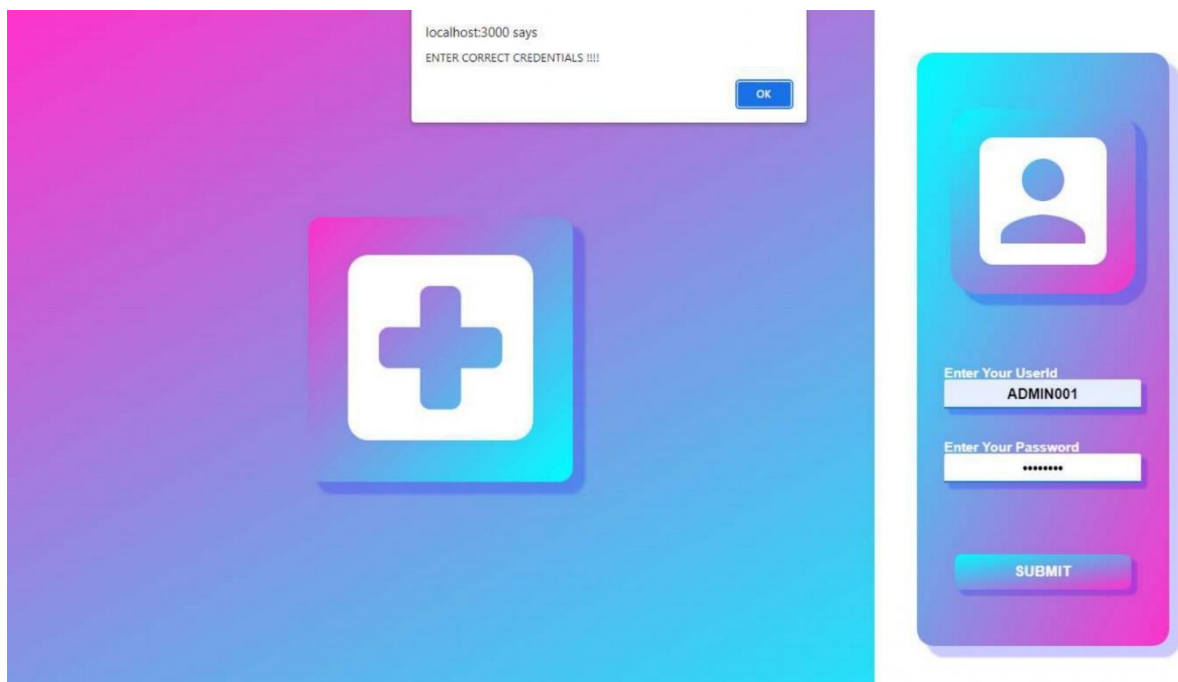 localhost:3000 says
ENTER CORRECT CREDENTIALS !!!!
OK
Enter Your UserId
ADMIN001
Enter Your Password
••••••••
SUBMIT